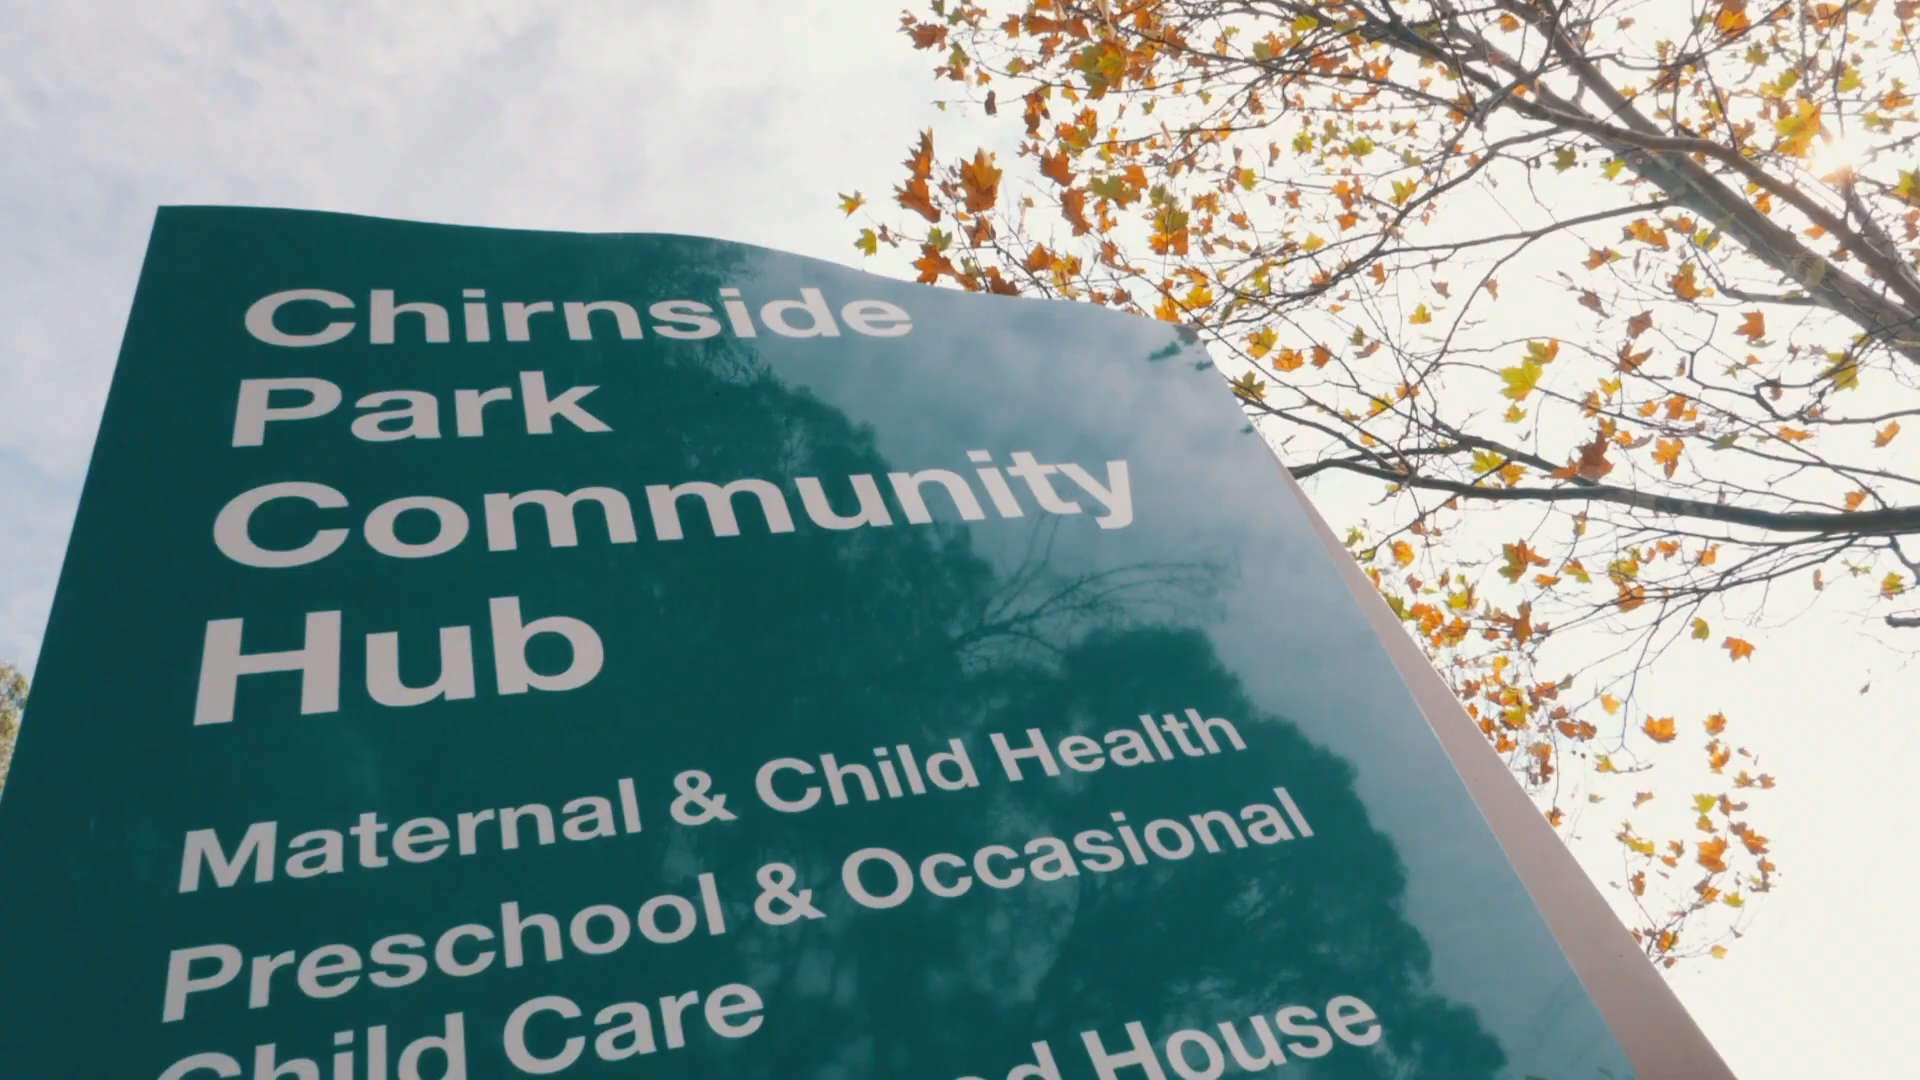 Chirnside
Park
Community
Hub
Maternal & Child Health
Preschool & Occasional
Child Care
House